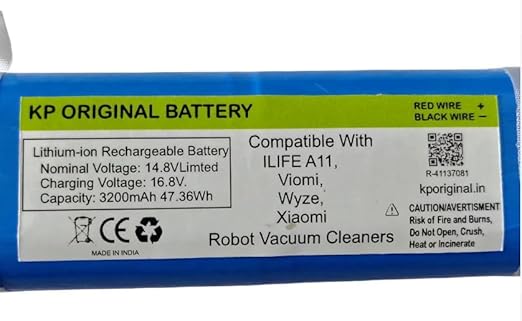 KP ORIGINAL BATTERY
RED WIRE +
BLACK WIRE −
Lithium-ion Rechargeable Battery
Nominal Voltage: 14.8VLimted
Charging Voltage: 16.8V.
Capacity: 3200mAh 47.36Wh
MADE IN INDIA
Compatible With
ILIFE A11,
Viomi,
Wyze,
Xiaomi
Robot Vacuum Cleaners
R-41137081
kporiginal.in
CAUTION/AVERTISMENT
Risk of Fire and Burns,
Do Not Open, Crush,
Heat or Incinerate